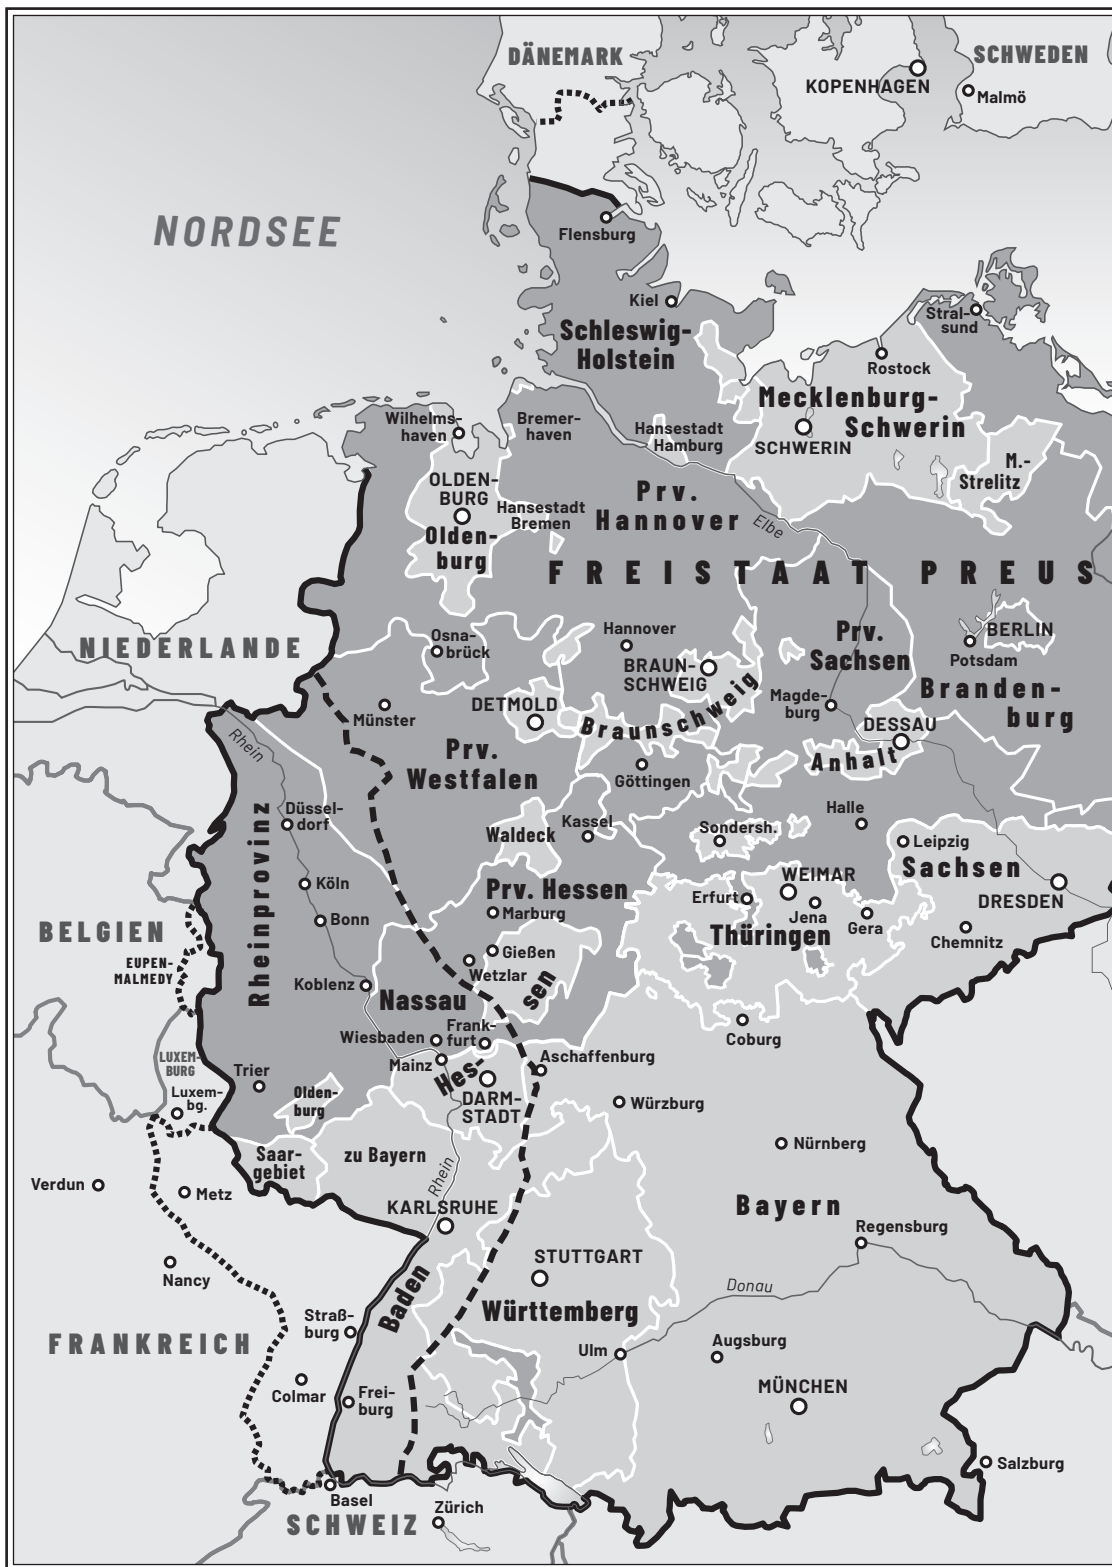 DÄNEMARK
SCHWEDEN
KOPENHAGEN
Malmö
NORDSEE
Flensburg
Kiel
Stral-
sund
Schleswig-
Holstein
Rostock
Mecklenburg-
Schwerin
SCHWERIN
Wilhelms-
haven
Bremer-
haven
Hansestadt
Hamburg
M.-
Strelitz
OLDEN-
BURG
Hansestadt
Bremen
Olden-
burg
Prv.
Hannover
Elbe
FREISTAAT PREUS
NIEDERLANDE
Osna-
brück
Hannover
BRAUN-
SCHWEIG
Prv.
Sachsen
BERLIN
Potsdam
Branden-
burg
Münster
DETMOLD
Braunschweig
Magde-
burg
DESSAU
Anhalt
Rhein
Prv.
Westfalen
Göttingen
Düssel-
dorf
Waldeck
Kassel
Sondersh.
Halle
Leipzig
Sachsen
DRESDEN
Rheinprovinz
Köln
Prv. Hessen
Erfurt
WEIMAR
Jena
Gera
Chemnitz
Thüringen
BELGIEN
EUPEN-
MALMEDY
Bonn
Marburg
Gießen
Wetzlar
Koblenz
Nassau
Hes-
sen
Wiesbaden
Frank-
furt
Mainz
Coburg
LUXEM-
BURG
Luxem-
bg.
Trier
Olden-
burg
DARM-
STADT
Aschaffenburg
Würzburg
Nürnberg
Saar-
gebiet
zu Bayern
Rhein
Verdun
Metz
KARLSRUHE
Bayern
Regensburg
Nancy
STUTTGART
Donau
Baden
Württemberg
Straß-
burg
FRANKREICH
Ulm
Augsburg
Colmar
Frei-
burg
MÜNCHEN
Salzburg
Basel
Zürich
SCHWEIZ